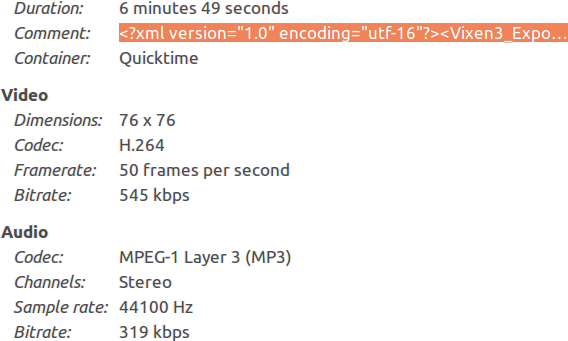 Duration: 6 minutes 49 seconds
Comment: <?xml version="1.0" encoding="utf-16"?><Vixen3_Expo...
Container: Quicktime
Video
Dimensions: 76 x 76
Codec: H.264
Framerate: 50 frames per second
Bitrate: 545 kbps
Audio
Codec: MPEG-1 Layer 3 (MP3)
Channels: Stereo
Sample rate: 44100 Hz
Bitrate: 319 kbps